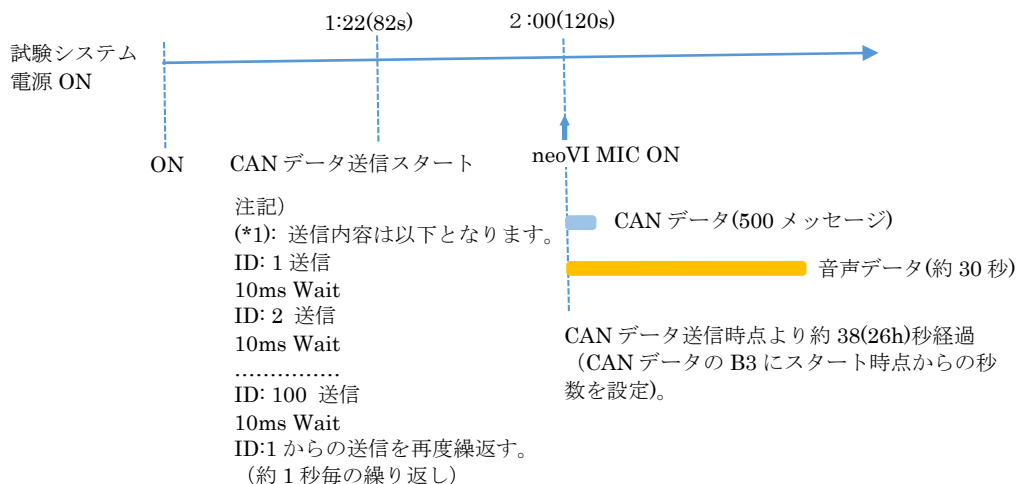 1:22(82s)
2:00(120s)
試験システム
電源 ON
ON
CAN データ送信スタート
neoVI MIC ON
注記)
(*1): 送信内容は以下となります。
ID: 1 送信
10ms Wait
ID: 2 送信
10ms Wait
……………
ID: 100 送信
10ms Wait
ID:1 からの送信を再度繰返す。
（約 1 秒毎の繰り返し）
CAN データ(500 メッセージ)
音声データ(約 30 秒)
CAN データ送信時点より約 38(26h)秒経過
（CAN データの B3 にスタート時点からの秒
数を設定)。